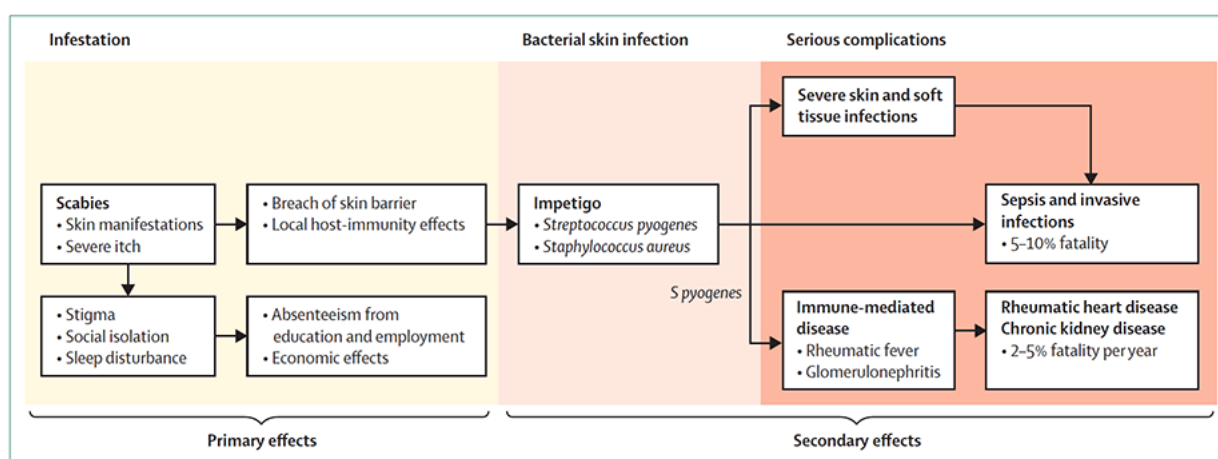 Infestation
Bacterial skin infection
Serious complications
Severe skin and soft
tissue infections
Scabies
• Skin manifestations
• Severe itch
• Breach of skin barrier
• Local host-immunity effects
Impetigo
• Streptococcus pyogenes
• Staphylococcus aureus
Sepsis and invasive
infections
• 5–10% fatality
S pyogenes
• Stigma
• Social isolation
• Sleep disturbance
• Absenteeism from
education and employment
• Economic effects
Immune-mediated
disease
• Rheumatic fever
• Glomerulonephritis
Rheumatic heart disease
Chronic kidney disease
• 2–5% fatality per year
Primary effects
Secondary effects